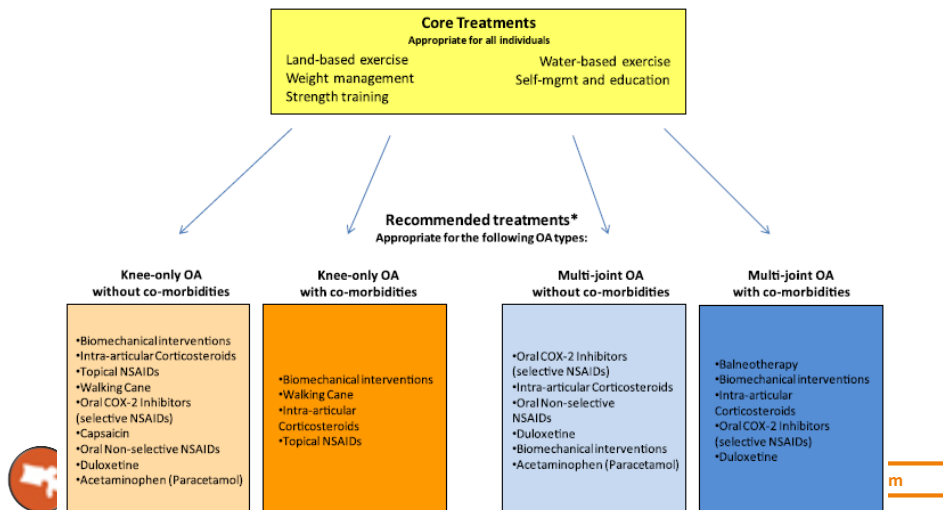 Core Treatments
Appropriate for all individuals
Land-based exercise
Weight management
Strength training
Water-based exercise
Self-mgmt and education
Recommended treatments*
Appropriate for the following OA types:
Knee-only OA
without co-morbidities
•Biomechanical interventions
•Intra-articular Corticosteroids
•Topical NSAIDs
•Walking Cane
•Oral COX-2 Inhibitors
(selective NSAIDs)
•Capsaicin
•Oral Non-selective NSAIDs
•Duloxetine
•Acetaminophen (Paracetamol)
Knee-only OA
with co-morbidities
•Biomechanical interventions
•Walking Cane
•Intra-articular
Corticosteroids
•Topical NSAIDs
Multi-joint OA
without co-morbidities
•Oral COX-2 Inhibitors
(selective NSAIDs)
•Intra-articular Corticosteroids
•Oral Non-selective
NSAIDs
•Duloxetine
•Biomechanical interventions
•Acetaminophen (Paracetamol)
Multi-joint OA
with co-morbidities
•Balneotherapy
•Biomechanical interventions
•Intra-articular
Corticosteroids
•Oral COX-2 Inhibitors
(selective NSAIDs)
•Duloxetine
m